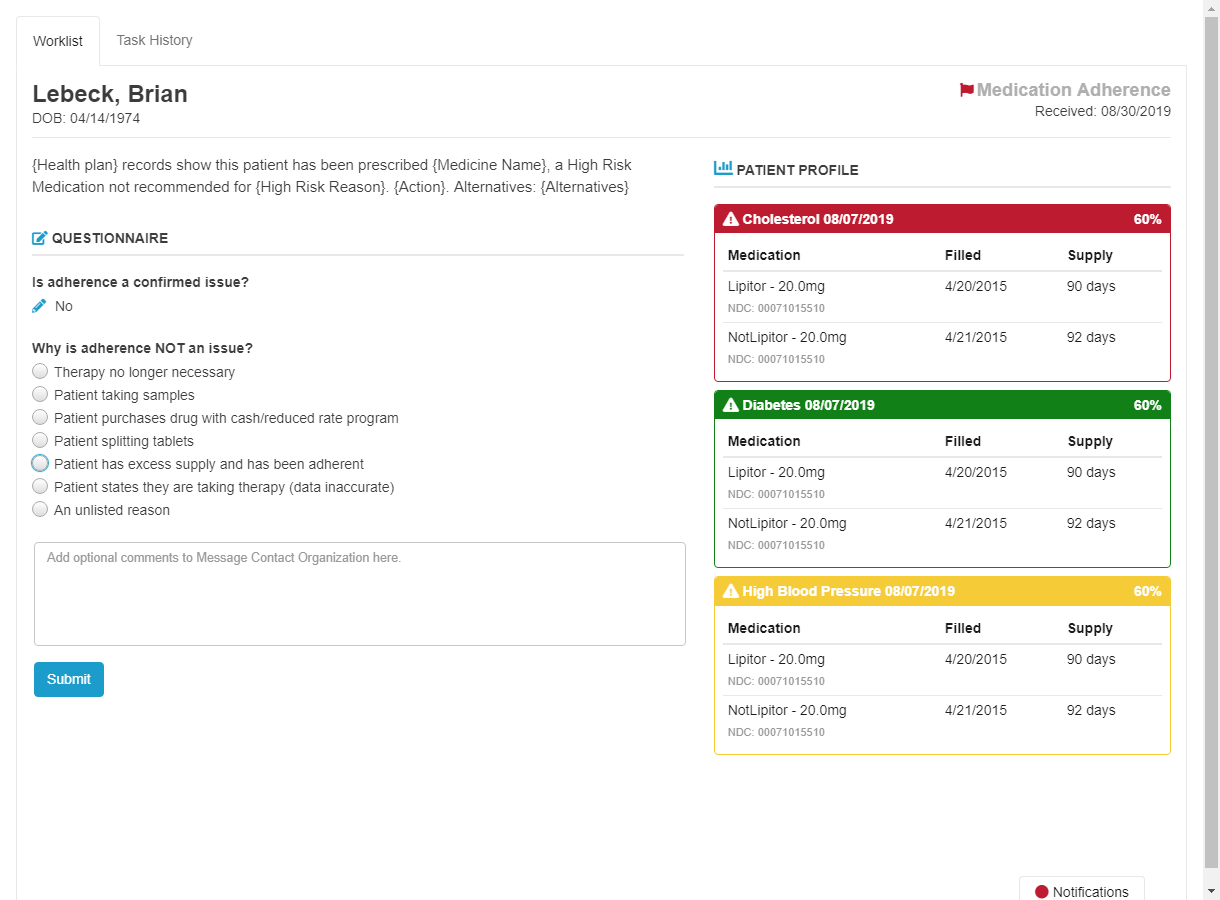 Worklist
Task History
Lebeck, Brian
DOB: 04/14/1974
Medication Adherence
Received: 08/30/2019
{Health plan} records show this patient has been prescribed {Medicine Name}, a High Risk
Medication not recommended for {High Risk Reason}. {Action}. Alternatives: {Alternatives}
QUESTIONNAIRE
Is adherence a confirmed issue?
No
Why is adherence NOT an issue?
Therapy no longer necessary
Patient taking samples
Patient purchases drug with cash/reduced rate program
Patient splitting tablets
Patient has excess supply and has been adherent
Patient states they are taking therapy (data inaccurate)
An unlisted reason
Add optional comments to Message Contact Organization here.
Submit
PATIENT PROFILE
Cholesterol 08/07/2019 60%
Medication Filled Supply
Lipitor - 20.0mg 4/20/2015 90 days
NDC: 00071015510
NotLipitor - 20.0mg 4/21/2015 92 days
NDC: 00071015510
Diabetes 08/07/2019 60%
Medication Filled Supply
Lipitor - 20.0mg 4/20/2015 90 days
NDC: 00071015510
NotLipitor - 20.0mg 4/21/2015 92 days
NDC: 00071015510
High Blood Pressure 08/07/2019 60%
Medication Filled Supply
Lipitor - 20.0mg 4/20/2015 90 days
NDC: 00071015510
NotLipitor - 20.0mg 4/21/2015 92 days
NDC: 00071015510
Notifications